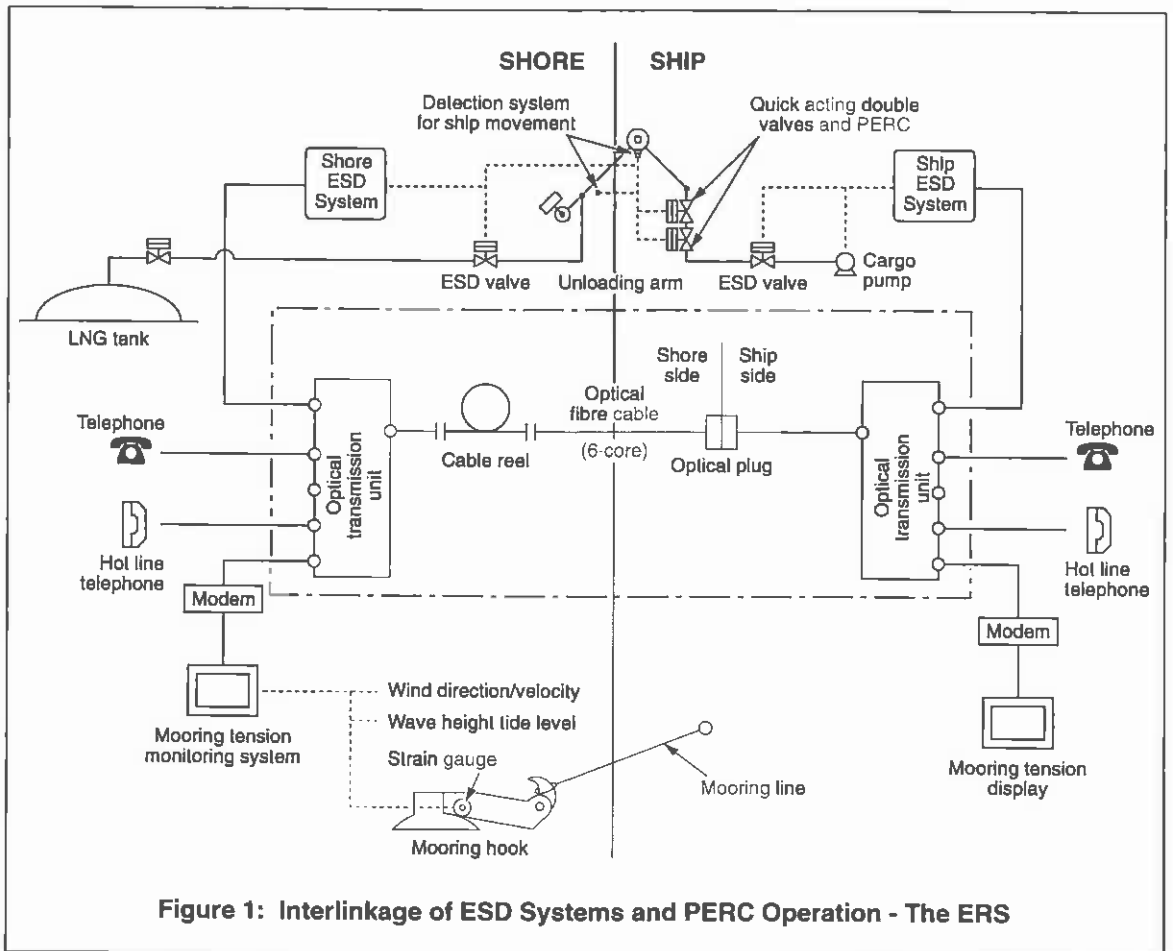 SHORE
SHIP
Detection system
for ship movement
Quick acting double
valves and PERC
Shore
ESD
System
Ship
ESD
System
ESD valve
Unloading arm
ESD valve
Cargo
pump
LNG tank
Shore
side
Ship
side
Telephone
Optical
fibre cable
(6-core)
Cable reel
Optical plug
Telephone
Optical
transmission
unit
Optical
transmission
unit
Hot line
telephone
Hot line
telephone
Modem
Modem
Wind direction/velocity
Wave height tide level
Strain gauge
Mooring tension
monitoring system
Mooring line
Mooring tension
display
Mooring hook
Figure 1: Interlinkage of ESD Systems and PERC Operation - The ERS